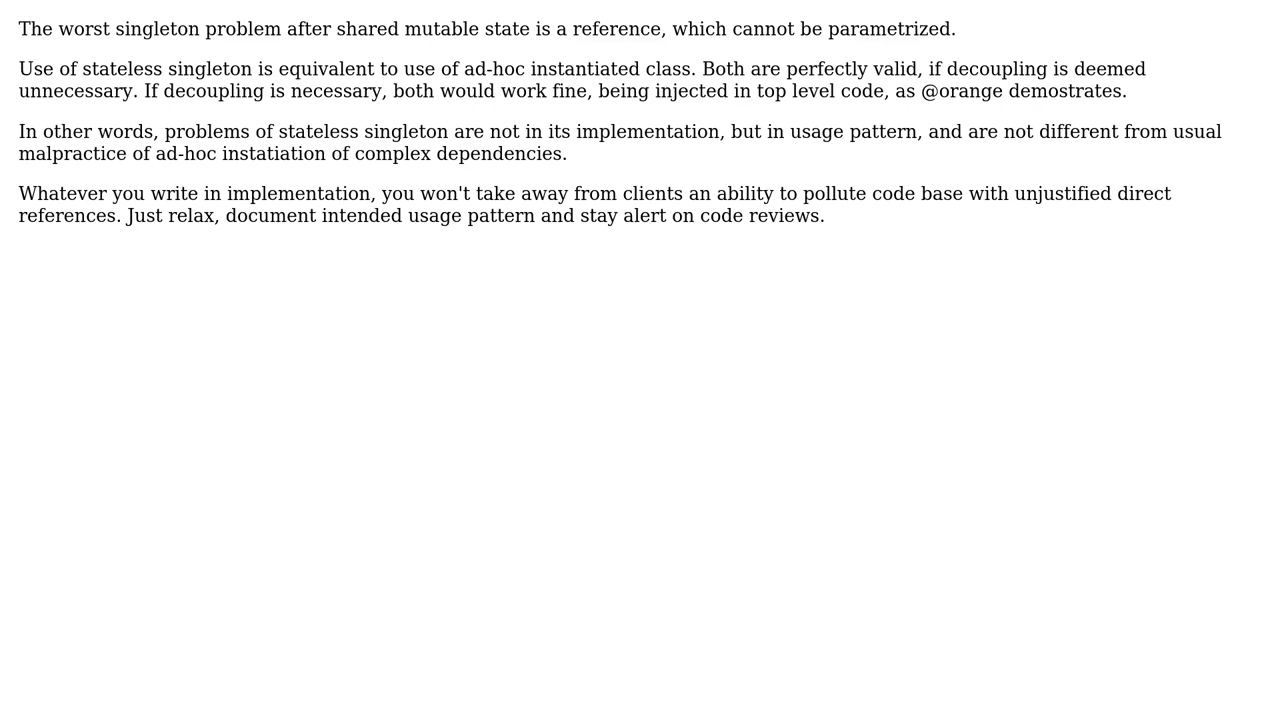 The worst singleton problem after shared mutable state is a reference, which cannot be parametrized.
Use of stateless singleton is equivalent to use of ad-hoc instantiated class. Both are perfectly valid, if decoupling is deemed
unnecessary. If decoupling is necessary, both would work fine, being injected in top level code, as @orange demostrates.
In other words, problems of stateless singleton are not in its implementation, but in usage pattern, and are not different from usual
malpractice of ad-hoc instatiation of complex dependencies.
Whatever you write in implementation, you won't take away from clients an ability to pollute code base with unjustified direct
references. Just relax, document intended usage pattern and stay alert on code reviews.